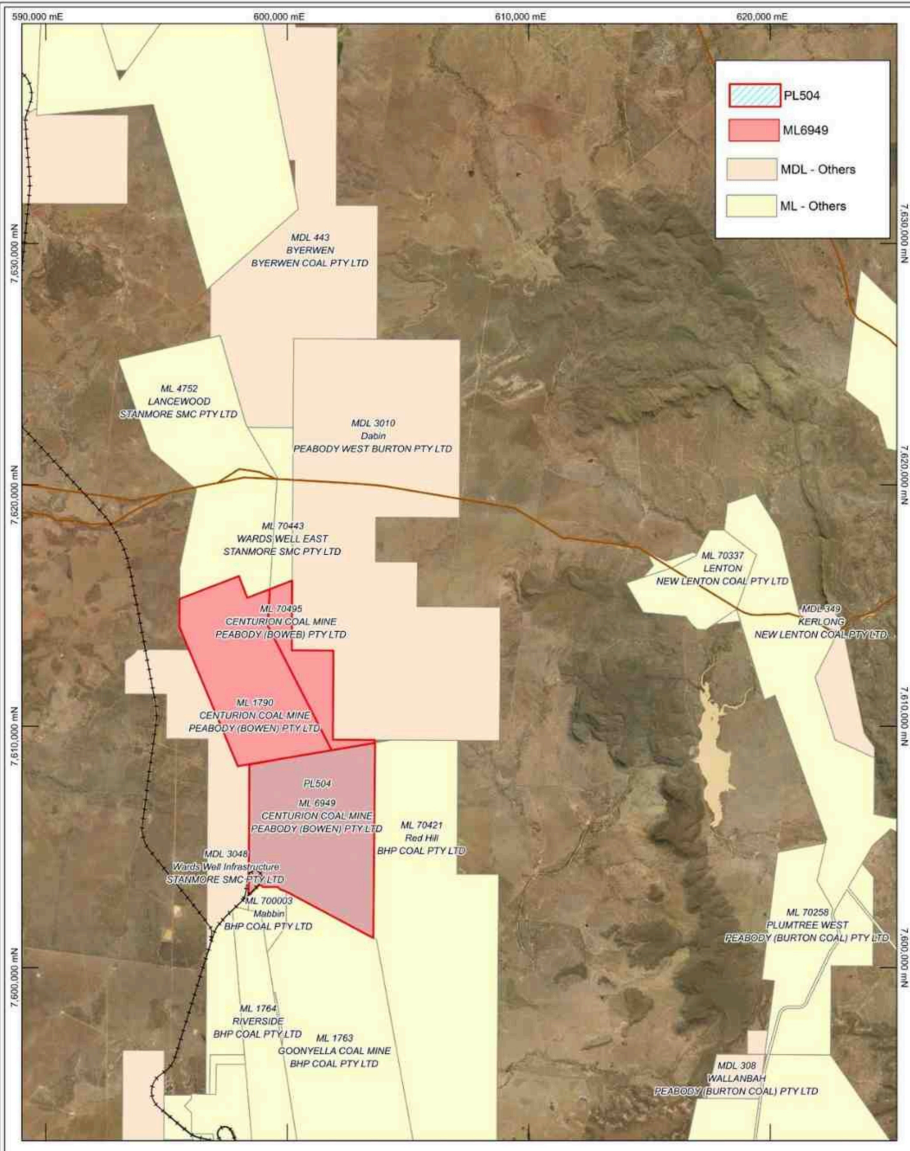 590,000 mE
600,000 mE
610,000 mE
620,000 mE
PL504
ML6949
MDL - Others
ML - Others
7,630,000 mN
7,630,000 mN
MDL 443
BYERWEN
BYERWEN COAL PTY LTD
ML 4752
LANCEWOOD
STANMORE SMC PTY LTD
MDL 3010
Dabin
PEABODY WEST BURTON PTY LTD
7,620,000 mN
7,620,000 mN
ML 70443
WARDS WELL EAST
STANMORE SMC PTY LTD
ML 70337
LENTON
NEW LENTON COAL PTY LTD
ML 70495
CENTURION COAL MINE
PEABODY (BOWEB) PTY LTD
MDL 349
KERLONG
NEW LENTON COAL PTY LTD
ML 1790
CENTURION COAL MINE
PEABODY (BOWEN) PTY LTD
7,610,000 mN
7,610,000 mN
PL504
ML 6949
CENTURION COAL MINE
PEABODY (BOWEN) PTY LTD
ML 70421
Red Hill
BHP COAL PTY LTD
MDL 3048
Wards Well Infrastructure
STANMORE SMC PTY LTD
ML 700003
Mabbin
BHP COAL PTY LTD
ML 70258
PLUMTREE WEST
PEABODY (BURTON COAL) PTY LTD
7,600,000 mN
7,600,000 mN
ML 1764
RIVERSIDE
BHP COAL PTY LTD
ML 1763
GOONYELLA COAL MINE
BHP COAL PTY LTD
MDL 308
WALLANBAH
PEABODY (BURTON COAL) PTY LTD